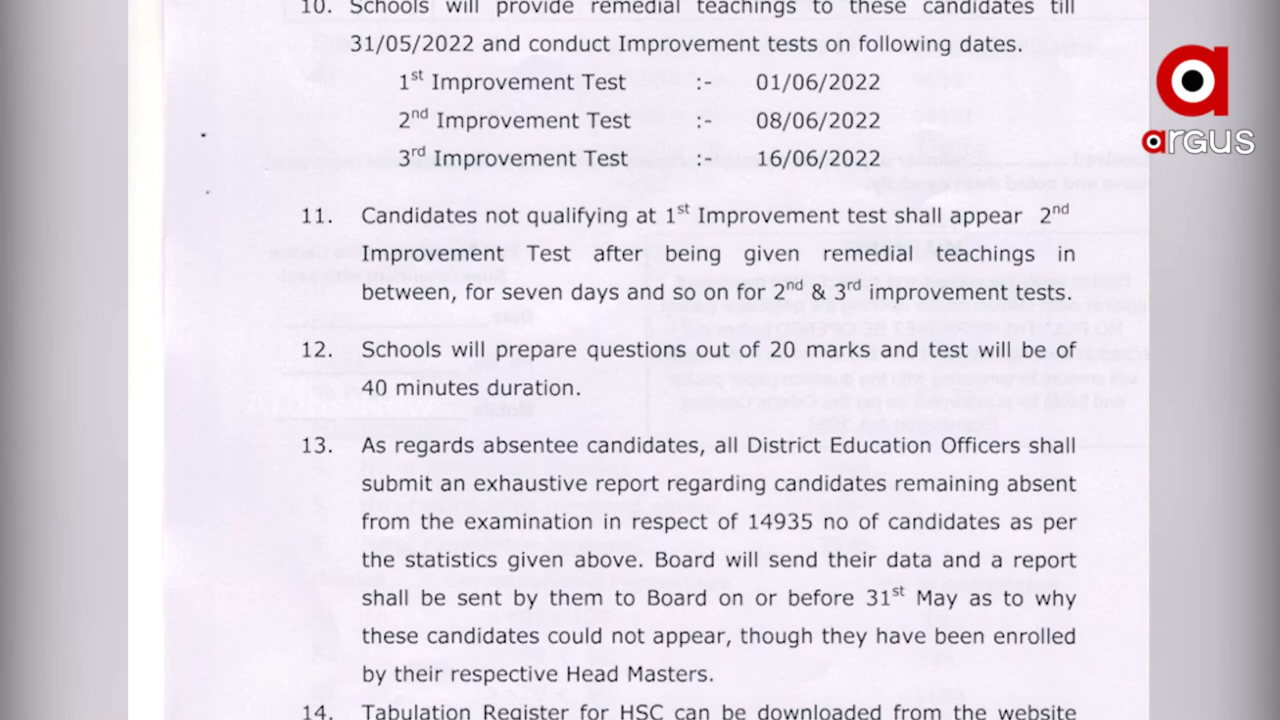 10. Schools will provide remedial teachings to these candidates till
31/05/2022 and conduct Improvement tests on following dates.
1st Improvement Test :- 01/06/2022
2nd Improvement Test :- 08/06/2022
3rd Improvement Test :- 16/06/2022
argus
11. Candidates not qualifying at 1st Improvement test shall appear 2nd
Improvement Test after being given remedial teachings in
between, for seven days and so on for 2nd & 3rd improvement tests.
12. Schools will prepare questions out of 20 marks and test will be of
40 minutes duration.
13. As regards absentee candidates, all District Education Officers shall
submit an exhaustive report regarding candidates remaining absent
from the examination in respect of 14935 no of candidates as per
the statistics given above. Board will send their data and a report
shall be sent by them to Board on or before 31st May as to why
these candidates could not appear, though they have been enrolled
by their respective Head Masters.
14. Tabulation Register for HSC can be downloaded from the website